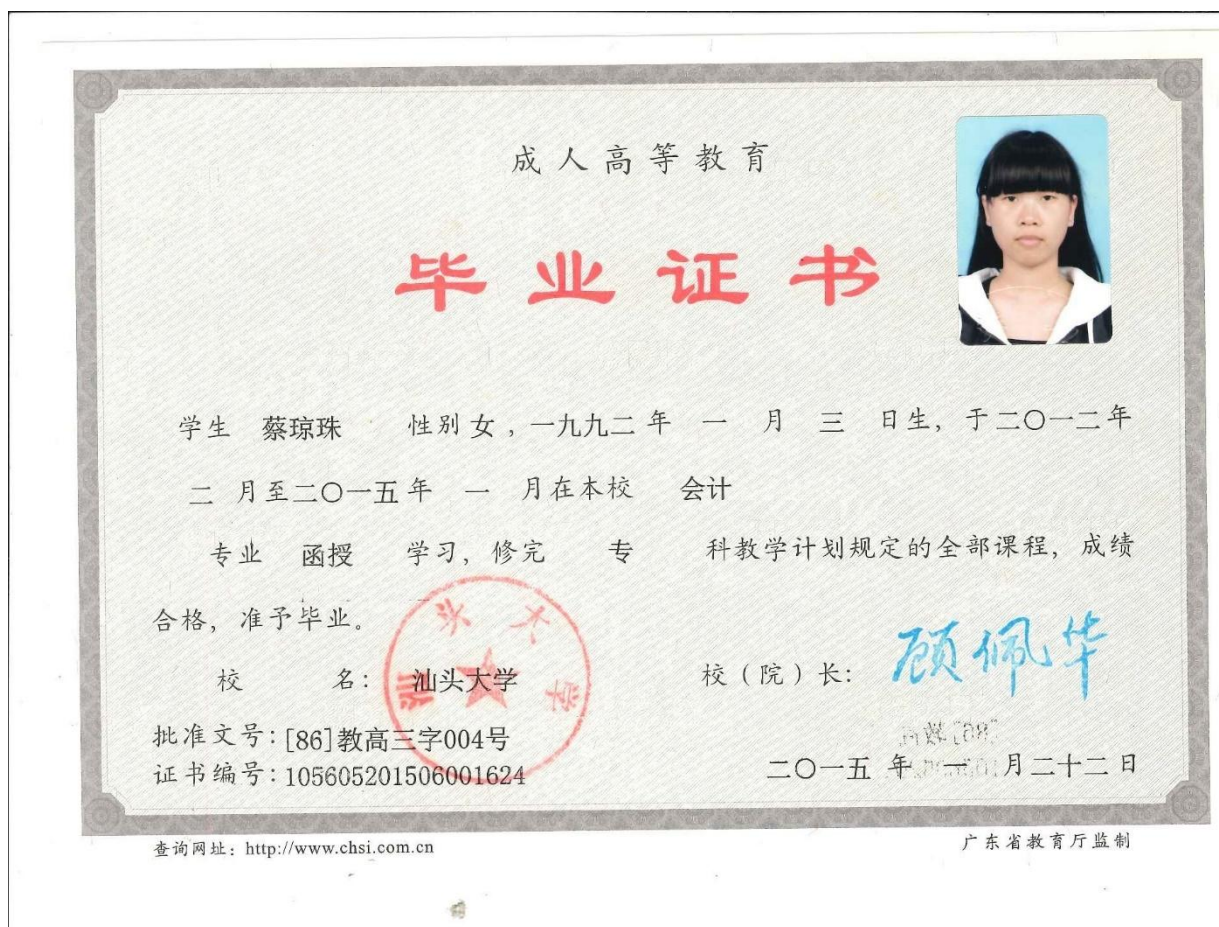 成人高等教育
毕业证书
学生 蔡琼珠 性别 女，一九九二 年 一 月 三 日生，于二〇一二年
二 月至二〇一五年 一 月在本校 会计
专业 函授 学习，修完 专 科教学计划规定的全部课程，成绩
合格，准予毕业。
校 名： 汕头大学 校（院）长： 顾佩华
汕头大学
批准文号：[86]教高三字004号
证书编号：105605201506001624 二〇一五 年 一 月二十二日
查询网址：http://www.chsi.com.cn 广东省教育厅监制